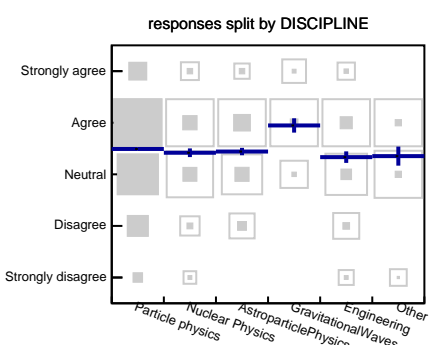 responses split by DISCIPLINE
Strongly agree
Agree
Neutral
Disagree
Strongly disagree
Particle physics
Nuclear Physics
AstroparticlePhysics
GravitationalWaves
Engineering
Other